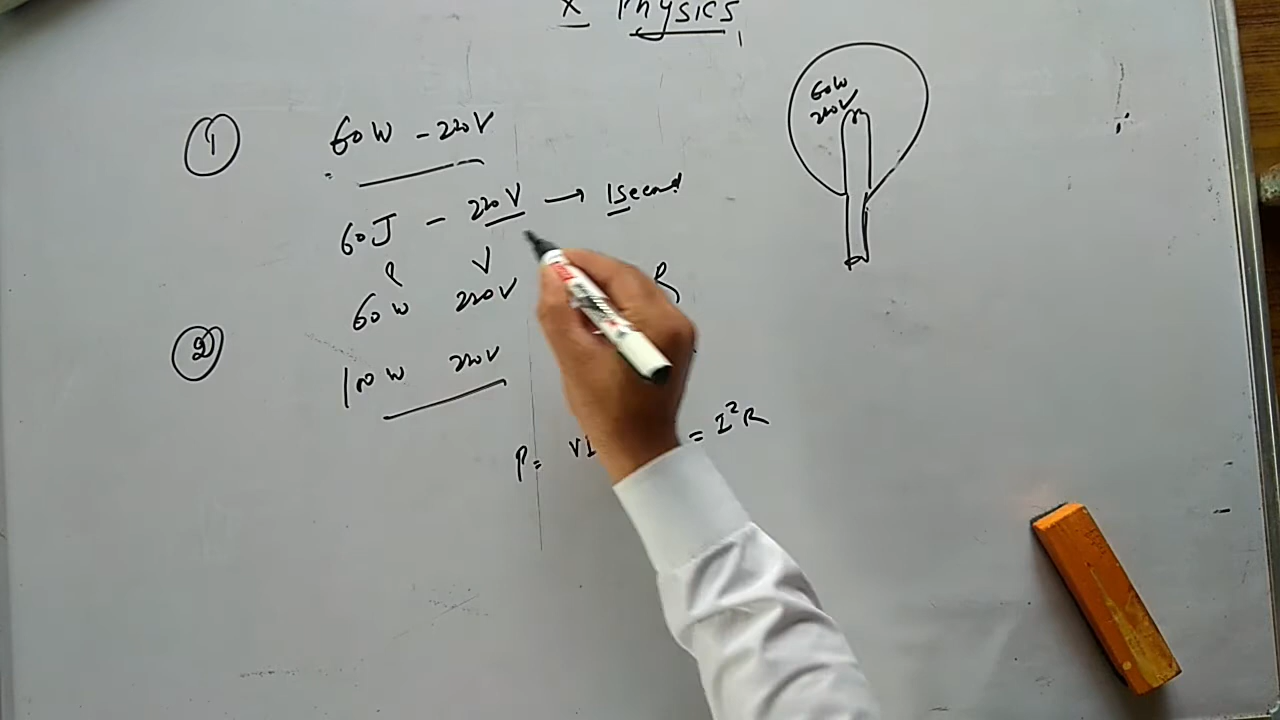 X Physics
① 60W - 220V
60J - 220V → 1Second
P V R
② 60W 220V
100W 220V
P = VI = I²R
60W
220V